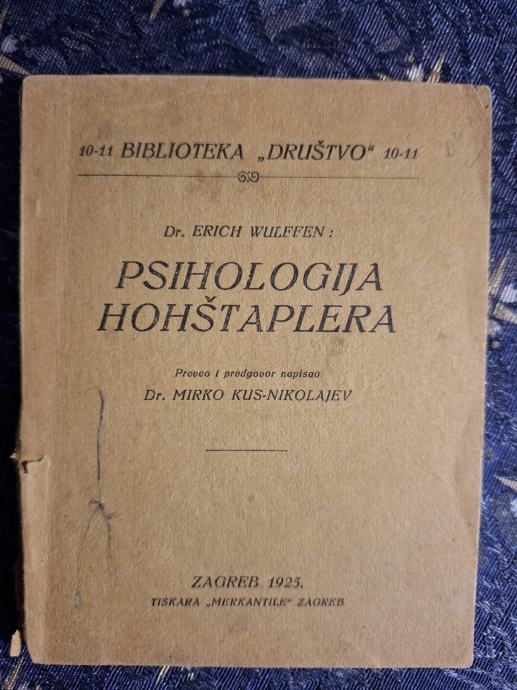 10-11 BIBLIOTEKA „DRUŠTVO“ 10-11
Dr. ERICH WULFFEN:
PSIHOLOGIJA
HOHŠTAPLERA
Preveo i predgovor napisao
Dr. MIRKO KUS-NIKOLAJEV
ZAGREB 1925.
TISKARA „MERKANTILE“ ZAGREB